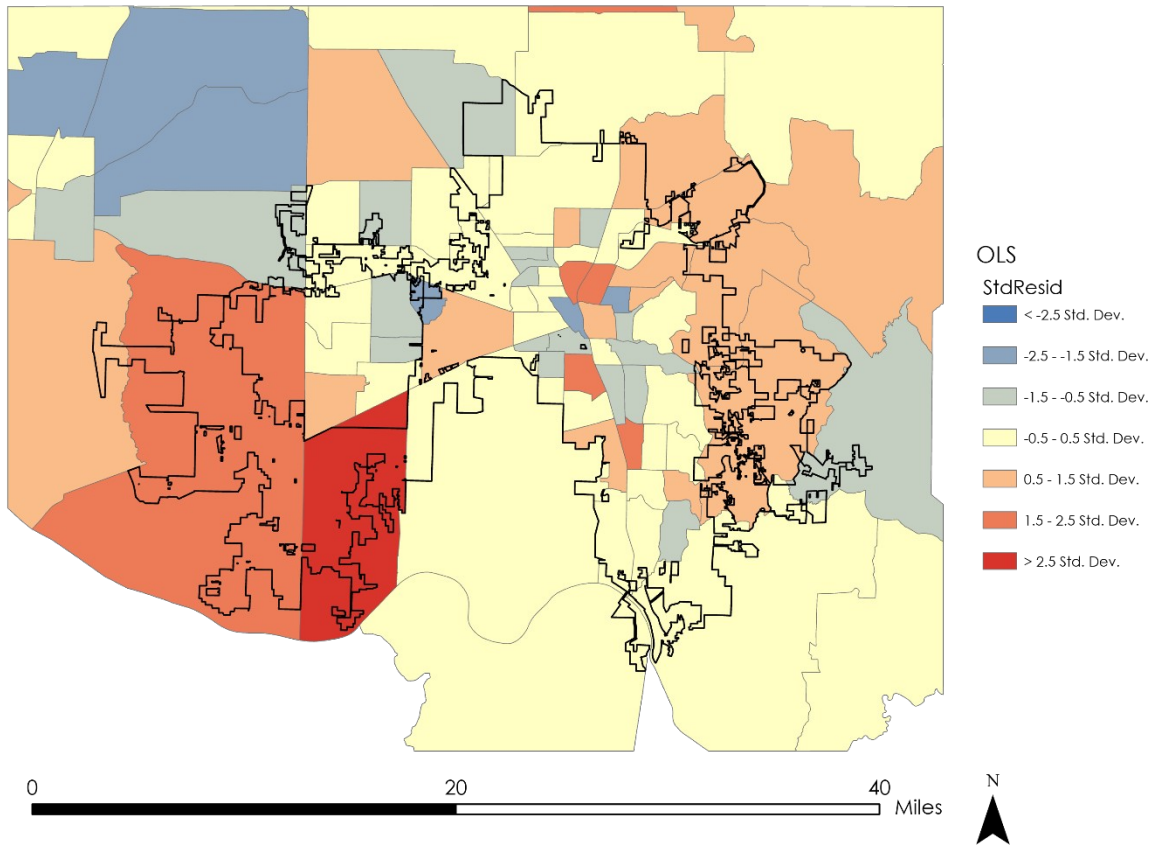 OLS
StdResid
< -2.5 Std. Dev.
-2.5 - -1.5 Std. Dev.
-1.5 - -0.5 Std. Dev.
-0.5 - 0.5 Std. Dev.
0.5 - 1.5 Std. Dev.
1.5 - 2.5 Std. Dev.
> 2.5 Std. Dev.
0 20 40
Miles
N